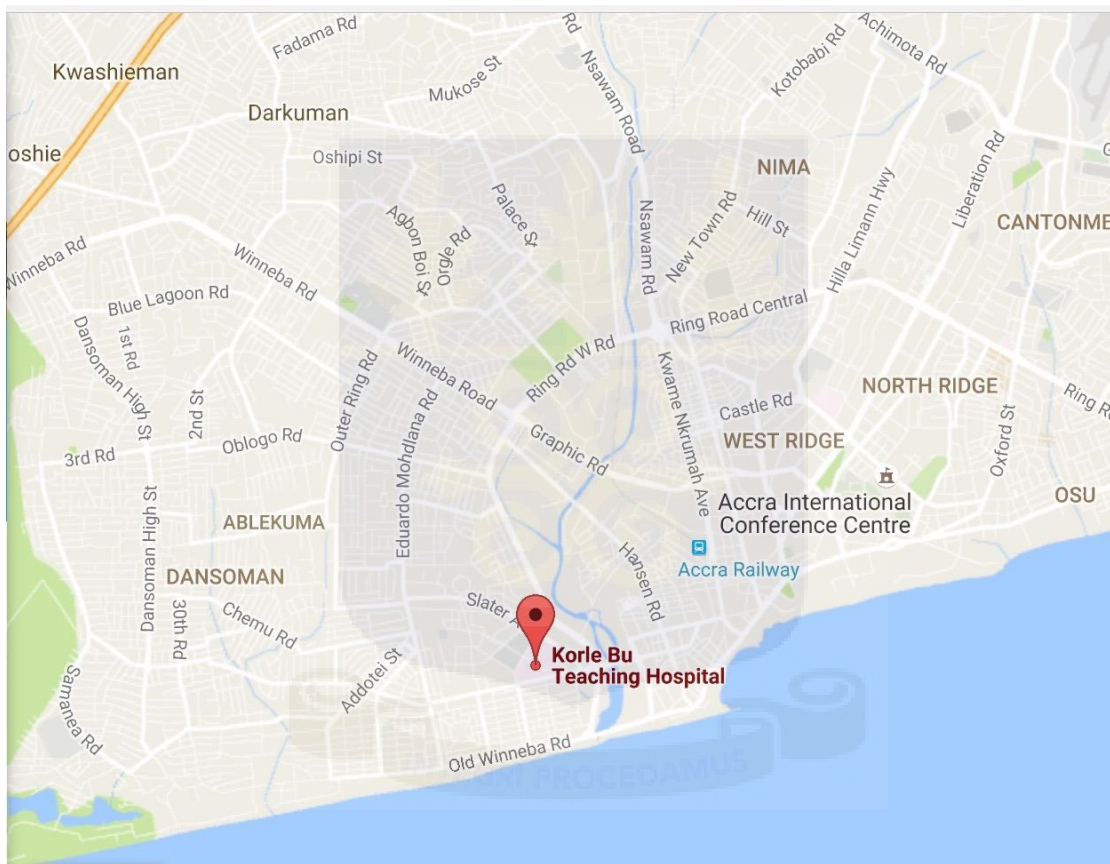 Rd
Achimota Rd
Fadama Rd
Kotobabi Rd
Nsawam Road
Kwashieman
Mukose St
Darkuman
oshie
Oshipi St
NIMA
Liberation Rd
Hilla Limann Hwy
Palace St
Agbon Boi St
Orgle Rd
Nsawam Rd
New Town Rd
Hill St
CANTONME
Winneba Rd
Winneba Rd
Blue Lagoon Rd
1st Rd
Dansoman High St
Ring Road Central
Ring Rd W Rd
Winneba Road
Outer Ring Rd
Eduardo Mohdlana Rd
Kwame Nkrumah Ave
Castle Rd
NORTH RIDGE
Ring Rd
2nd St
Oblogo Rd
3rd Rd
Graphic Rd
WEST RIDGE
Oxford St
OSU
Accra International
Conference Centre
ABLEKUMA
Dansoman High St
DANSOMAN
Hansen Rd
Accra Railway
30th Rd
Chemu Rd
Slater A
Korle Bu
Teaching Hospital
Addotei St
Samanea Rd
Old Winneba Rd
PROCEDAMUS